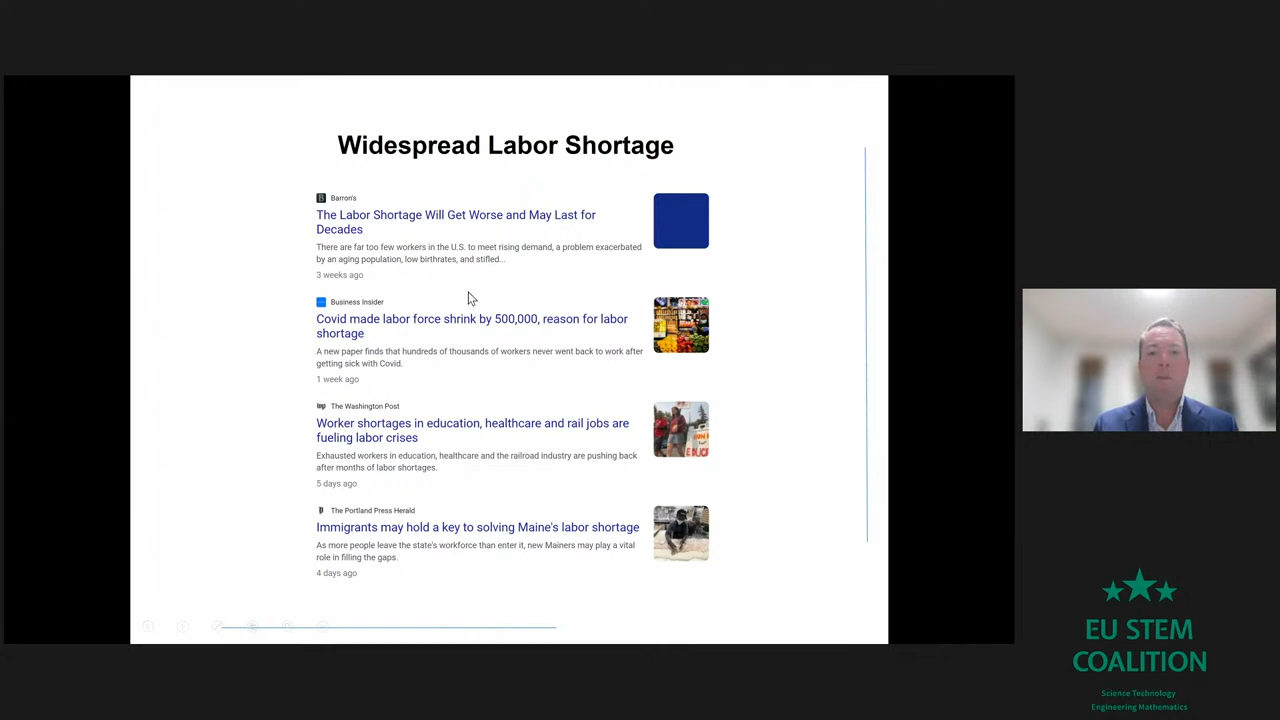 Widespread Labor Shortage
Barron's
The Labor Shortage Will Get Worse and May Last for
Decades
There are far too few workers in the U.S. to meet rising demand, a problem exacerbated
by an aging population, low birthrates, and stifled...
3 weeks ago
Business Insider
Covid made labor force shrink by 500,000, reason for labor
shortage
A new paper finds that hundreds of thousands of workers never went back to work after
getting sick with Covid.
1 week ago
The Washington Post
Worker shortages in education, healthcare and rail jobs are
fueling labor crises
Exhausted workers in education, healthcare and the railroad industry are pushing back
after months of labor shortages.
5 days ago
The Portland Press Herald
Immigrants may hold a key to solving Maine's labor shortage
As more people leave the state's workforce than enter it, new Mainers may play a vital
role in filling the gaps.
4 days ago
EU STEM
COALITION
Science Technology
Engineering Mathematics